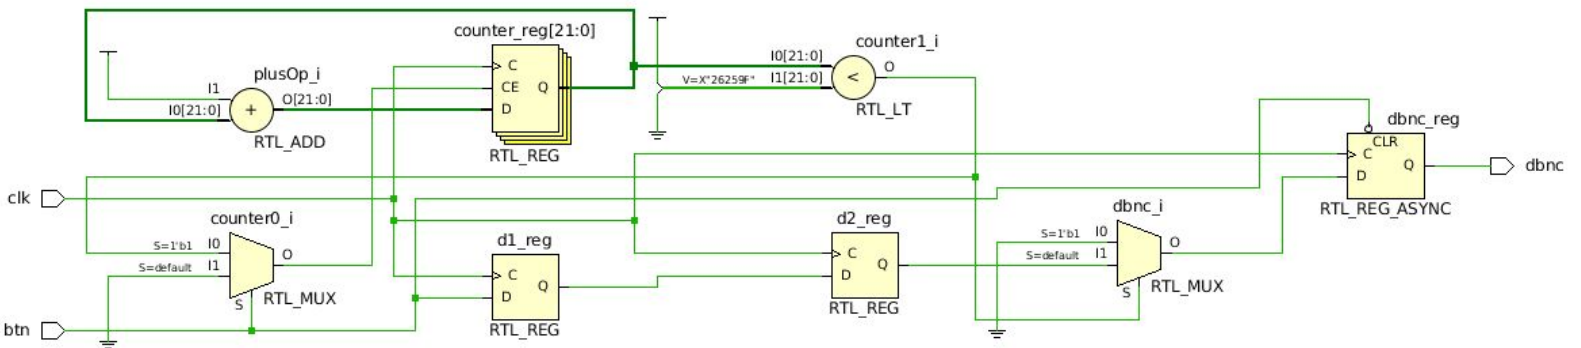 counter_reg[21:0]
counter1_i
plusOp_i
I0[21:0]
O
C
I1
CE
Q
V=X"26259F"
I1[21:0]
<
I0[21:0]
+
O[21:0]
D
RTL_LT
RTL_ADD
RTL_REG
dbnc_reg
CLR
C
Q
dbnc
D
clk
RTL_REG_ASYNC
counter0_i
d2_reg
dbnc_i
S=1'b1
I0
O
d1_reg
C
S=1'b1
I0
O
S=default
I1
C
D
Q
S=default
I1
S
RTL_MUX
D
Q
RTL_REG
S
RTL_MUX
btn
RTL_REG